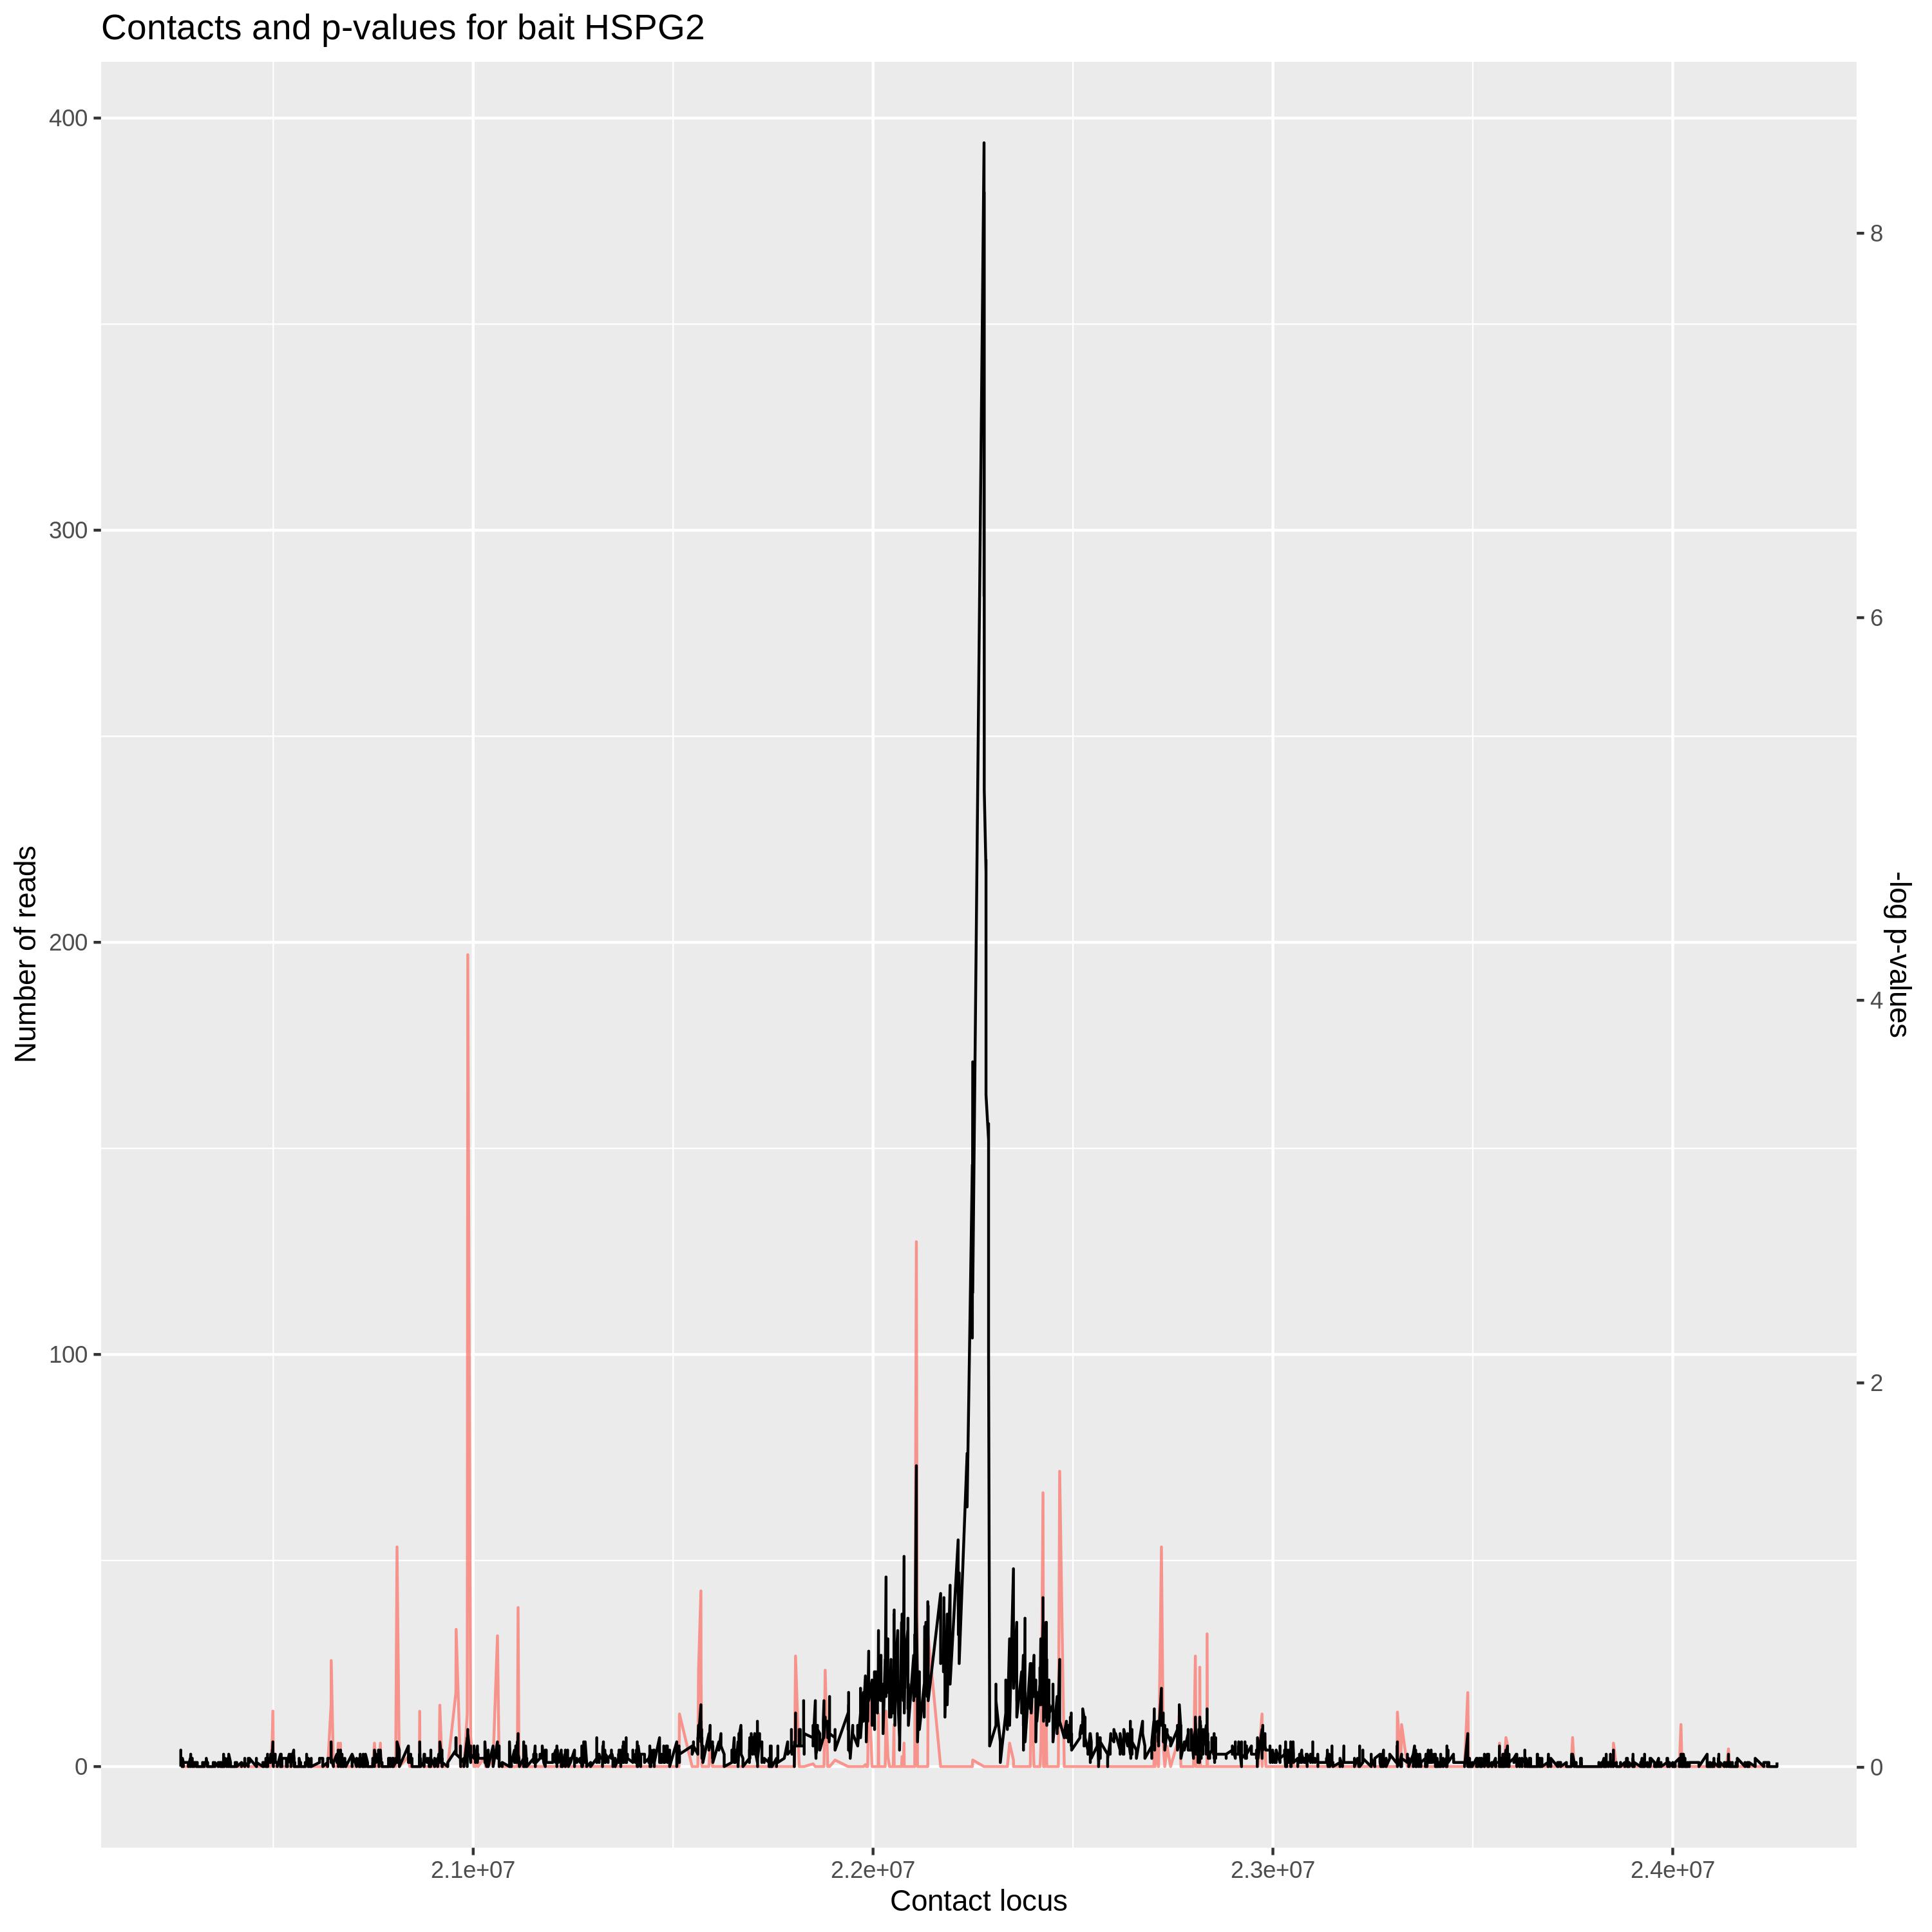 Contacts and p-values for bait HSPG2
400
300
200
100
0
Number of reads
8
6
4
2
0
-log p-values
2.1e+07
2.2e+07
2.3e+07
2.4e+07
Contact locus